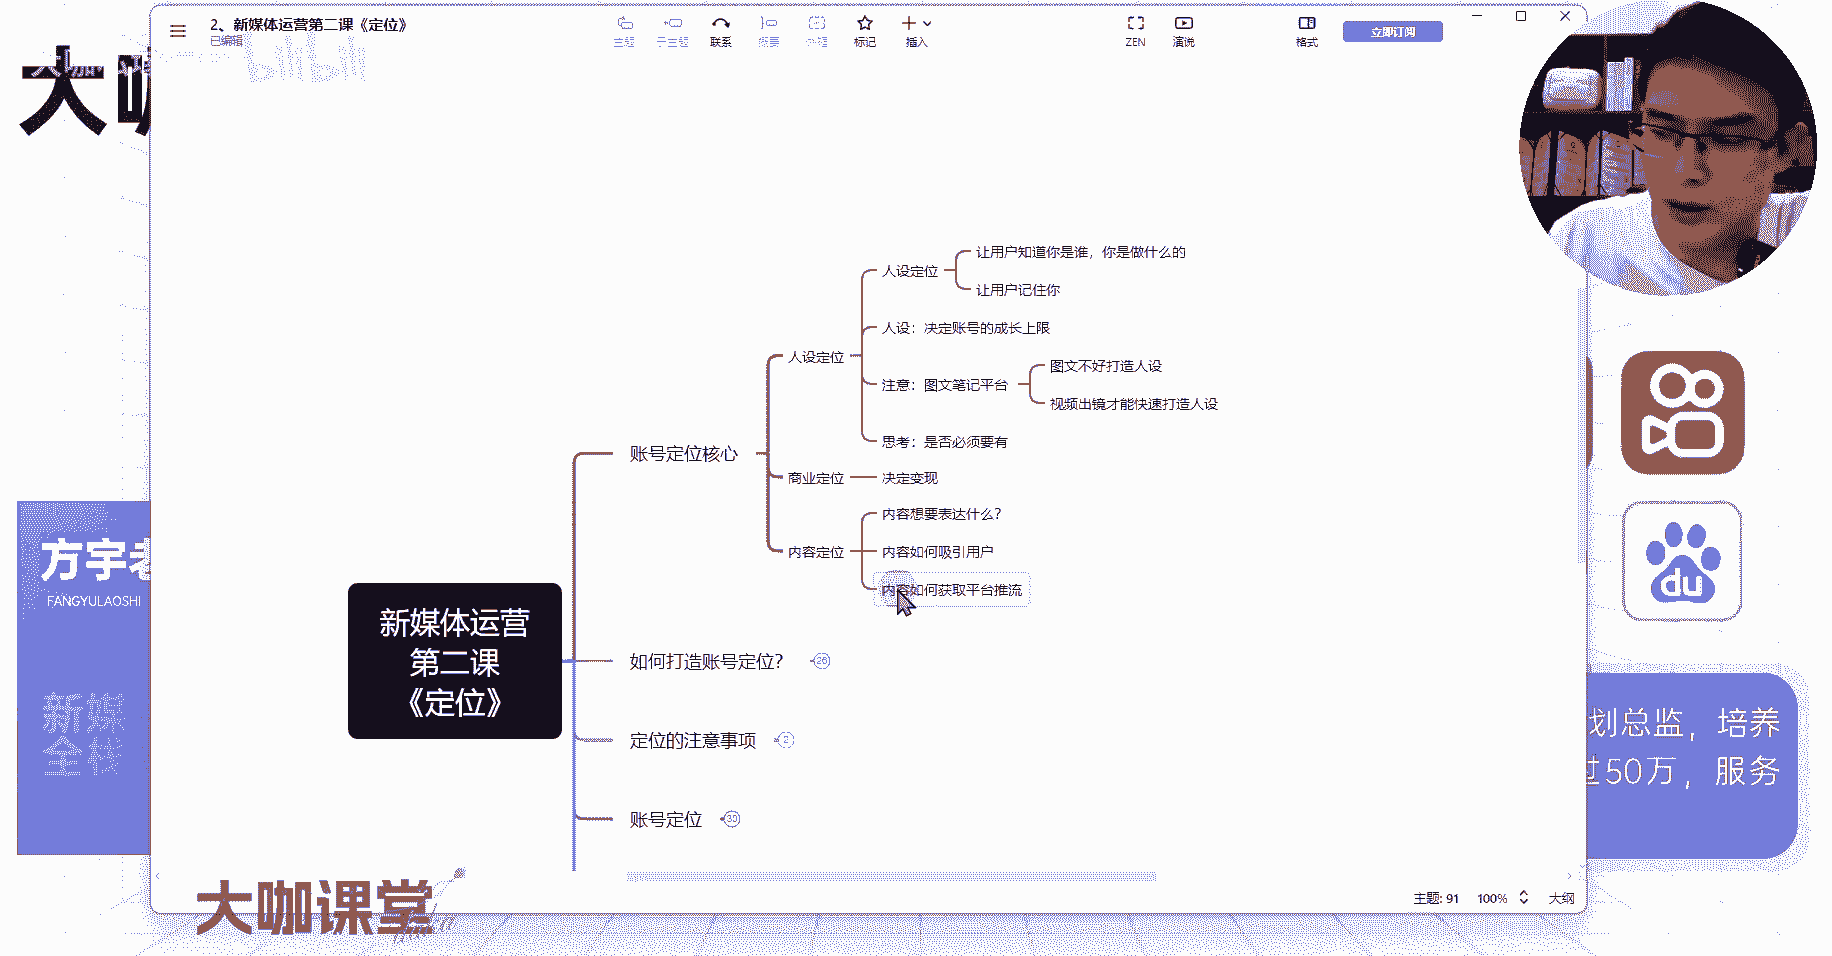 2、新媒体运营第二课《定位》
已编辑
主题
子主题
联系
概要
外框
标记
插入
ZEN
演说
格式
立即订阅
bilibili
大咖
方宇老
FANGYULAOSHI
新媒
全栈
新媒体运营
第二课
《定位》
账号定位核心
人设定位
人设定位
让用户知道你是谁，你是做什么的
让用户记住你
人设：决定账号的成长上限
注意：图文笔记平台
图文不好打造人设
视频出镜才能快速打造人设
思考：是否必须要有
商业定位
决定变现
内容定位
内容想要表达什么？
内容如何吸引用户
内容如何获取平台推流
如何打造账号定位？
26
定位的注意事项
2
账号定位
30
du
划总监，培养
过50万，服务
主题: 91
100%
大纲
大咖课堂